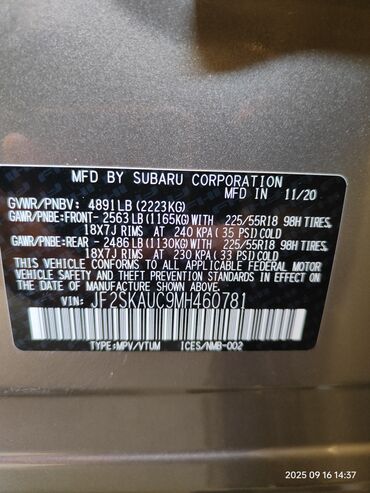 MFD BY SUBARU CORPORATION
MFD IN 11/20
GVWR/PNBV: 4891LB (2223KG)
GAWR/PNBE:FRONT- 2563LB (1165KG) WITH 225/55R18 98H TIRES,
18X7J RIMS AT 240 KPA ( 35 PSI) COLD
GAWR/PNBE:REAR - 2486LB (1130KG) WITH 225/55R18 98H TIRES,
18X7J RIMS AT 230 KPA ( 33 PSI) COLD
THIS VEHICLE CONFORMS TO ALL APPLICABLE FEDERAL
MOTOR VEHICLE SAFETY, BUMPER, AND THEFT
PREVENTION STANDARDS IN EFFECT ON THE DATE OF
MANUFACTURE SHOWN ABOVE.
VIN: JF2SKAUC9MH460781
TYPE:MPV/VTUM ICES/NMB-002
2025 09 16 14:37